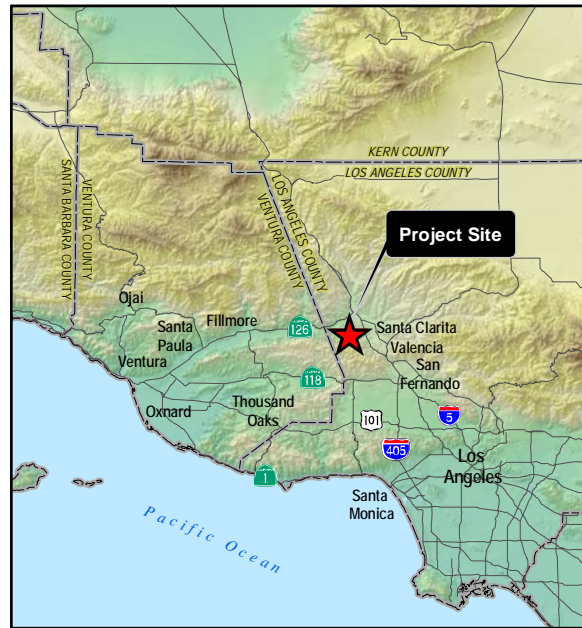 KERN COUNTY
LOS ANGELES COUNTY
SANTA BARBARA COUNTY
VENTURA COUNTY
LOS ANGELES COUNTY
VENTURA COUNTY
Project Site
Ojai
Santa
Paula
Fillmore
126
Santa Clarita
Valencia
San
Fernando
Ventura
118
Oxnard
Thousand
Oaks
101
5
405
Los
Angeles
1
Santa
Monica
Pacific Ocean